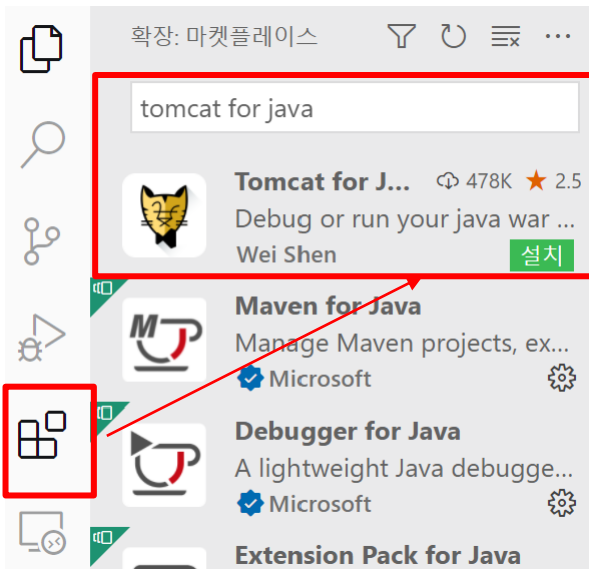 확장: 마켓플레이스
tomcat for java
Tomcat for J... 478K ★ 2.5
Debug or run your java war ...
Wei Shen 설치
Maven for Java
Manage Maven projects, ex...
Microsoft
Debugger for Java
A lightweight Java debugge...
Microsoft
Extension Pack for Java